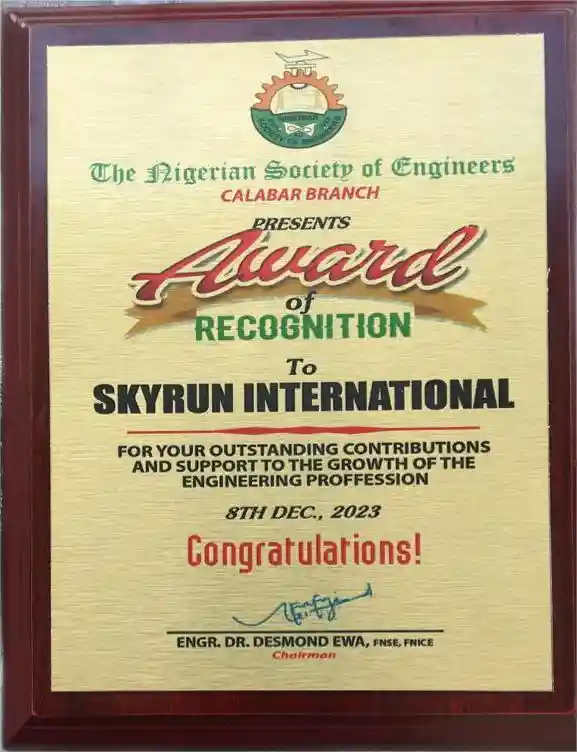 The Nigerian Society of Engineers
CALABAR BRANCH
PRESENTS
Award
of
RECOGNITION
To
SKYRUN INTERNATIONAL
FOR YOUR OUTSTANDING CONTRIBUTIONS
AND SUPPORT TO THE GROWTH OF THE
ENGINEERING PROFFESSION
8TH DEC., 2023
Congratulations!
ENGR. DR. DESMOND EWA, FNSE, FNICE
Chairman